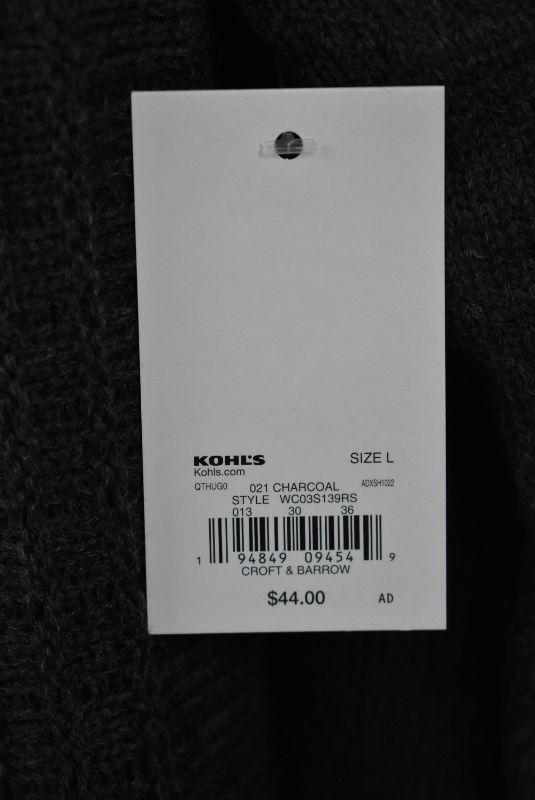 KOHL'S SIZE L
Kohls.com
QTHUG0 021 CHARCOAL ADXSH1022
STYLE WC03S139RS
013 30 36
1 94849 09454 9
CROFT & BARROW
$44.00 AD